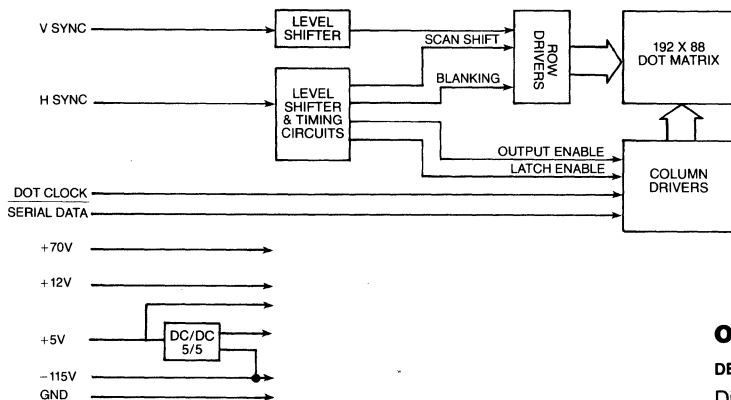 V SYNC
LEVEL
SHIFTER
SCAN SHIFT
ROW
DRIVERS
192 X 88
DOT MATRIX
H SYNC
LEVEL
SHIFTER
& TIMING
CIRCUITS
BLANKING
OUTPUT ENABLE
LATCH ENABLE
COLUMN
DRIVERS
DOT CLOCK
SERIAL DATA
+70V
+12V
+5V
DC/DC
5/5
-115V
GND